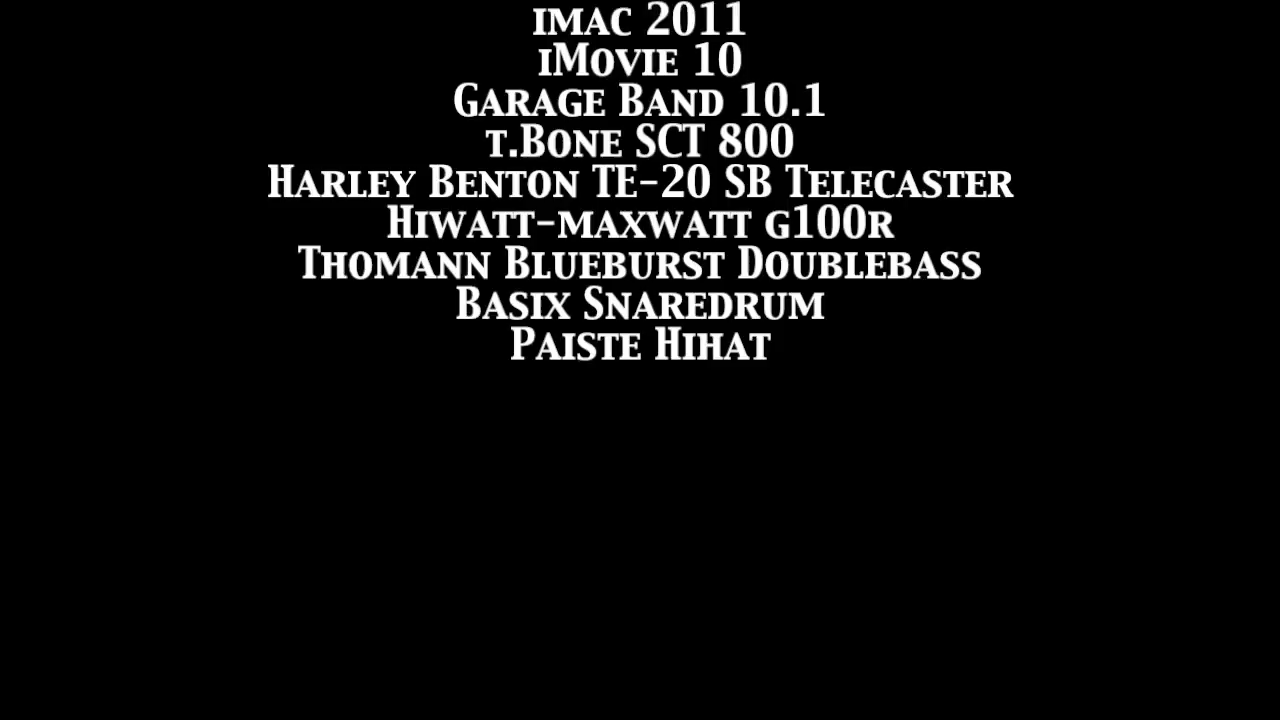 imac 2011
iMovie 10
Garage Band 10.1
t.Bone SCT 800
Harley Benton TE-20 SB Telecaster
Hiwatt-maxwatt g100r
Thomann Blueburst Doublebass
Basix Snaredrum
Paiste Hihat